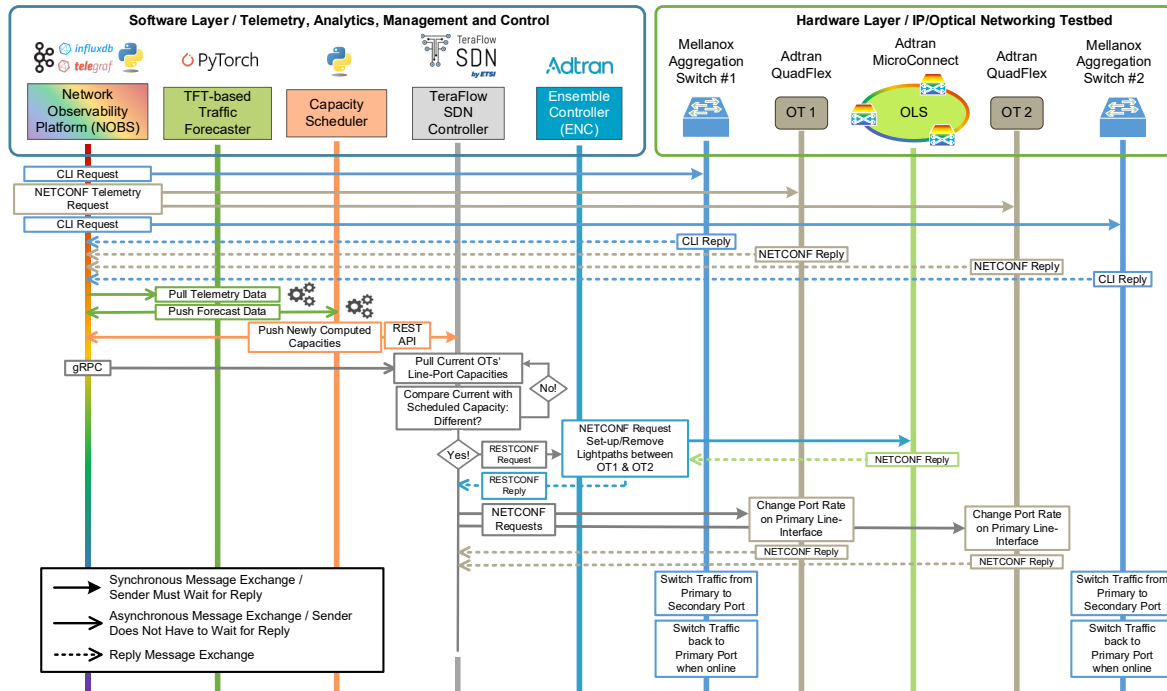 Software Layer / Telemetry, Analytics, Management and Control
Hardware Layer / IP/Optical Networking Testbed
influxdb
telegraf
PyTorch
TeraFlow
SDN
by ETSI
Adtran
Network
Observability
Platform (NOBS)
TFT-based
Traffic
Forecaster
Capacity
Scheduler
TeraFlow
SDN
Controller
Ensemble
Controller
(ENC)
Mellanox
Aggregation
Switch #1
Adtran
QuadFlex
OT 1
Adtran
MicroConnect
OLS
Adtran
QuadFlex
OT 2
Mellanox
Aggregation
Switch #2
CLI Request
NETCONF Telemetry
Request
CLI Request
CLI Reply
NETCONF Reply
NETCONF Reply
CLI Reply
Pull Telemetry Data
Push Forecast Data
Push Newly Computed
Capacities
REST
API
gRPC
Pull Current OTs'
Line-Port Capacities
No!
Compare Current with
Scheduled Capacity:
Different?
Yes!
RESTCONF
Request
NETCONF Request
Set-up/Remove
Lightpaths between
OT1 & OT2
NETCONF Reply
RESTCONF
Reply
NETCONF
Requests
Change Port Rate
on Primary Line-
Interface
Change Port Rate
on Primary Line-
Interface
NETCONF Reply
NETCONF Reply
Synchronous Message Exchange /
Sender Must Wait for Reply
Asynchronous Message Exchange / Sender
Does Not Have to Wait for Reply
Reply Message Exchange
Switch Traffic from
Primary to
Secondary Port
Switch Traffic
back to
Primary Port
when online
Switch Traffic from
Primary to
Secondary Port
Switch Traffic
back to
Primary Port
when online